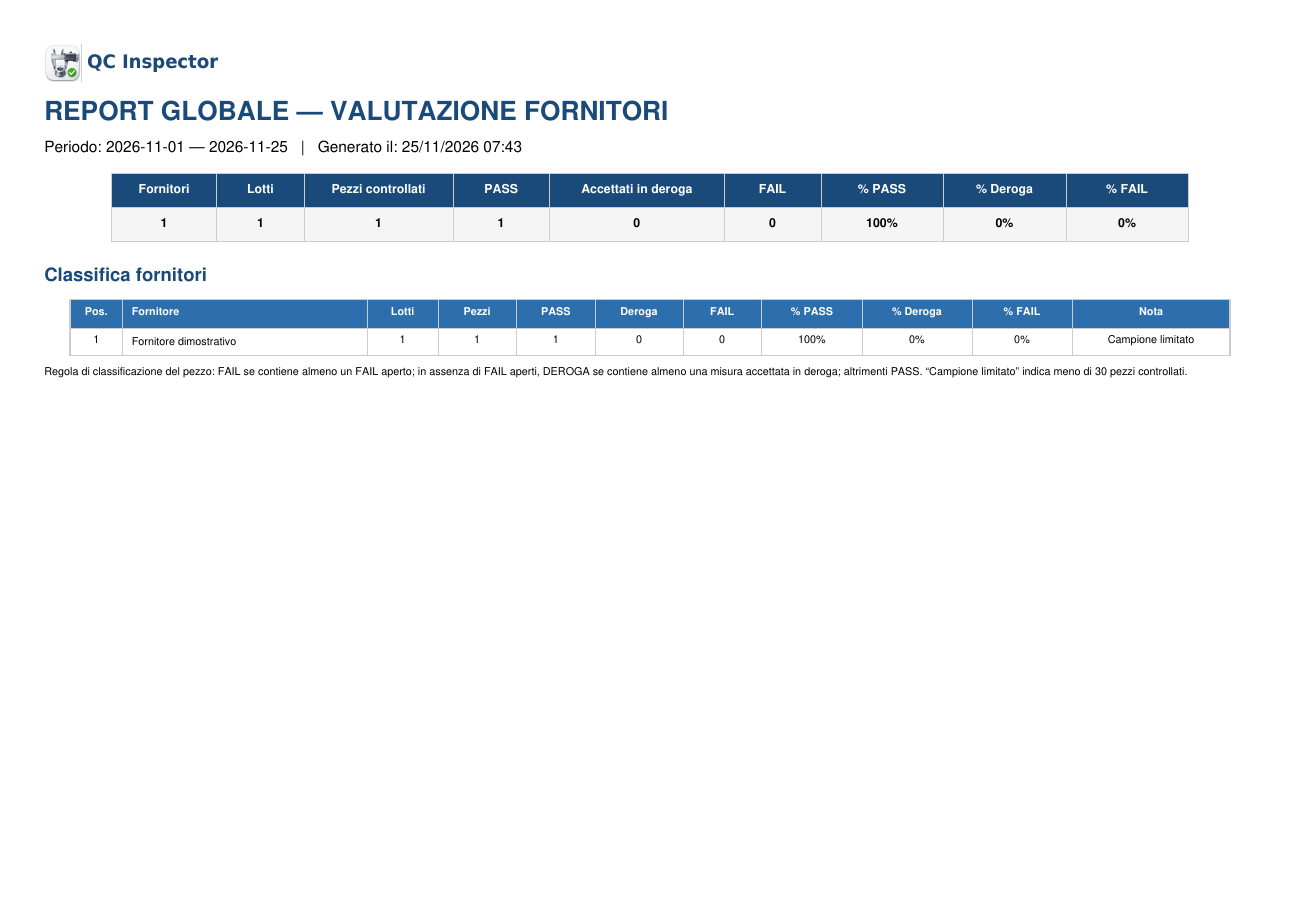 QC Inspector
REPORT GLOBALE — VALUTAZIONE FORNITORI
Periodo: 2026-11-01 — 2026-11-25 | Generato il: 25/11/2026 07:43
Fornitori Lotti Pezzi controllati PASS Accettati in deroga FAIL % PASS % Deroga % FAIL
1 1 1 1 0 0 100% 0% 0%
Classifica fornitori
Pos. Fornitore Lotti Pezzi PASS Deroga FAIL % PASS % Deroga % FAIL Nota
1 Fornitore dimostrativo 1 1 1 0 0 100% 0% 0% Campione limitato
Regola di classificazione del pezzo: FAIL se contiene almeno un FAIL aperto; in assenza di FAIL aperti, DEROGA se contiene almeno una misura accettata in deroga; altrimenti PASS. “Campione limitato” indica meno di 30 pezzi controllati.